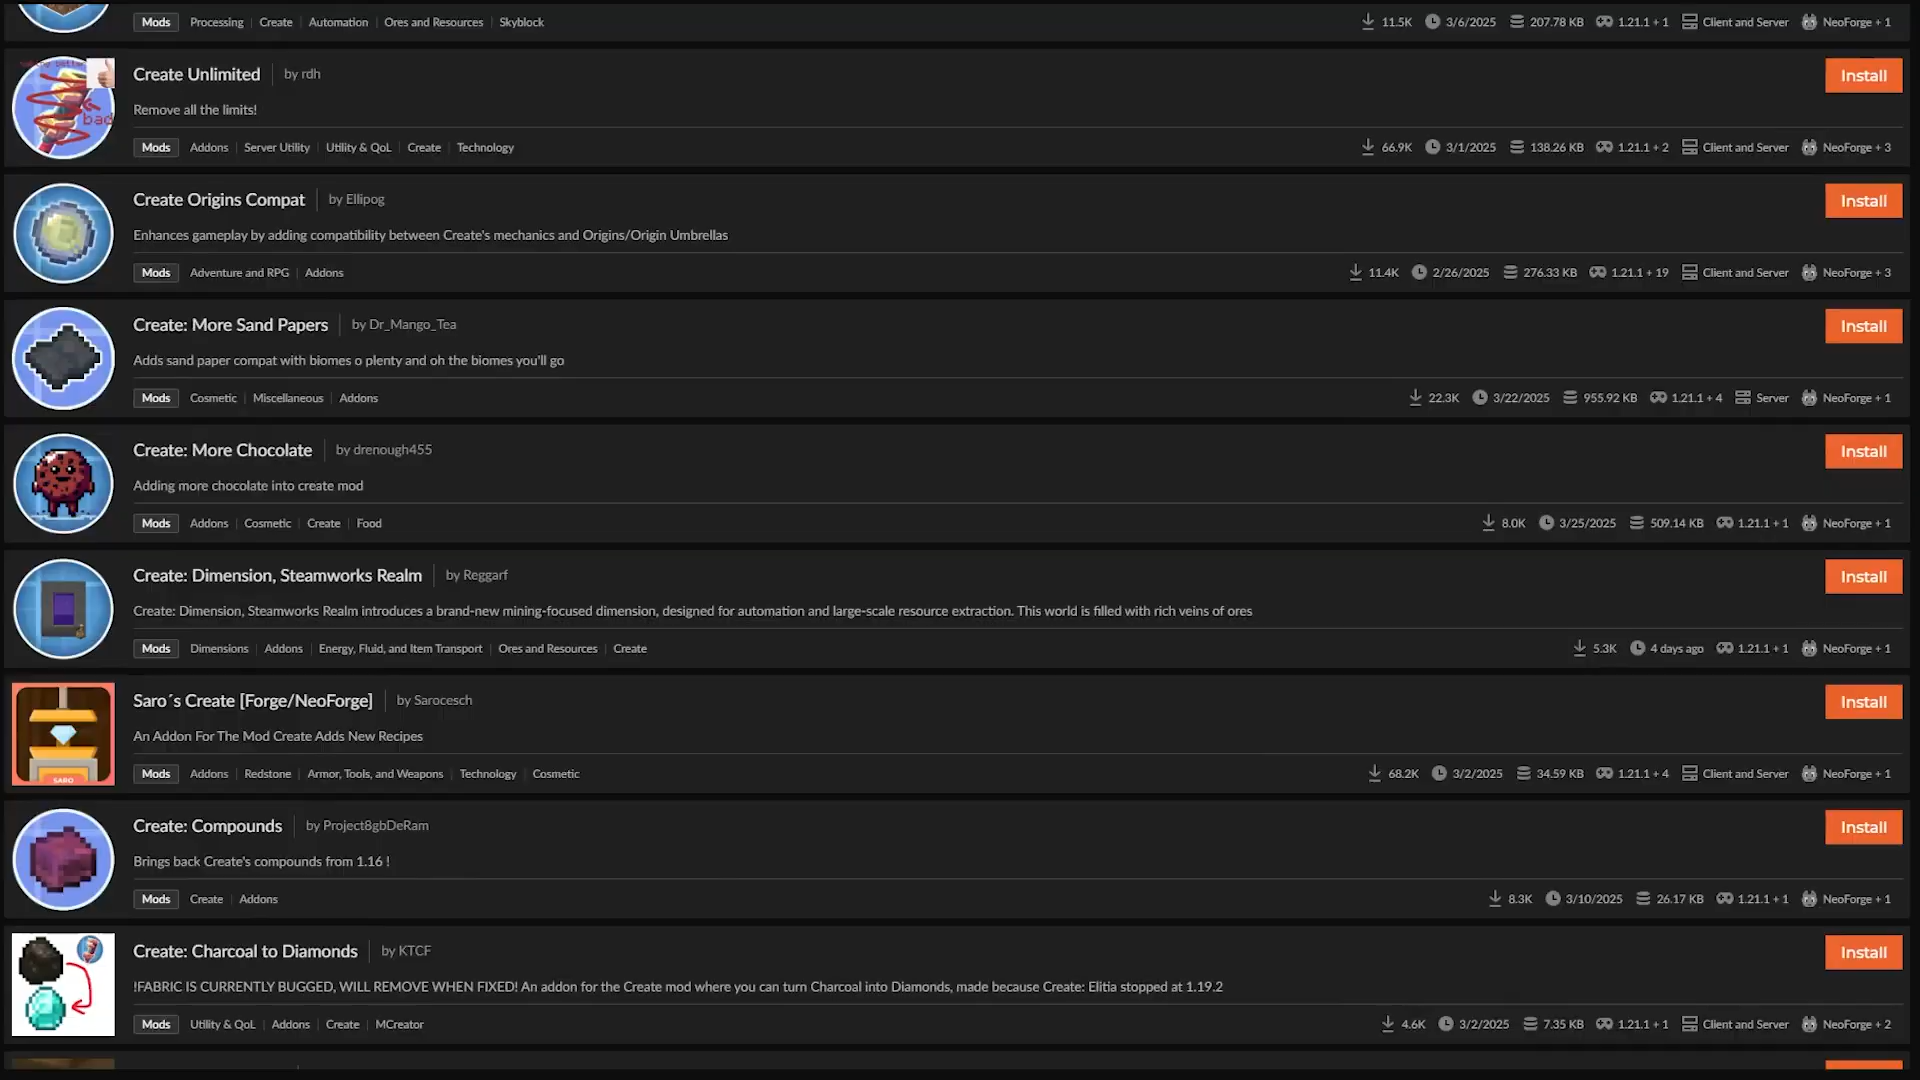 Mods Processing Create Automation Ores and Resources Skyblock 11.5K 3/6/2025 207.78 KB 1.21.1 + 1 Client and Server NeoForge + 1
Create Unlimited by rdh Install
bad
Remove all the limits!
Mods Addons Server Utility Utility & QoL Create Technology 66.9K 3/1/2025 138.26 KB 1.21.1 + 2 Client and Server NeoForge + 3
Create Origins Compat by Ellipog Install
Enhances gameplay by adding compatibility between Create's mechanics and Origins/Origin Umbrellas
Mods Adventure and RPG Addons 11.4K 2/26/2025 276.33 KB 1.21.1 + 19 Client and Server NeoForge + 3
Create: More Sand Papers by Dr_Mango_Tea Install
Adds sand paper compat with biomes o plenty and oh the biomes you'll go
Mods Cosmetic Miscellaneous Addons 22.3K 3/22/2025 955.92 KB 1.21.1 + 4 Server NeoForge + 1
Create: More Chocolate by drenough455 Install
Adding more chocolate into create mod
Mods Addons Cosmetic Create Food 8.0K 3/25/2025 509.14 KB 1.21.1 + 1 NeoForge + 1
Create: Dimension, Steamworks Realm by Reggarf Install
Create: Dimension, Steamworks Realm introduces a brand-new mining-focused dimension, designed for automation and large-scale resource extraction. This world is filled with rich veins of ores
Mods Dimensions Addons Energy, Fluid, and Item Transport Ores and Resources Create 5.3K 4 days ago 1.21.1 + 1 NeoForge + 1
Saro´s Create [Forge/NeoForge] by Sarocesch Install
An Addon For The Mod Create Adds New Recipes
SARO
Mods Addons Redstone Armor, Tools, and Weapons Technology Cosmetic 68.2K 3/2/2025 34.59 KB 1.21.1 + 4 Client and Server NeoForge + 1
Create: Compounds by Project8gbDeRam Install
Brings back Create's compounds from 1.16 !
Mods Create Addons 8.3K 3/10/2025 26.17 KB 1.21.1 + 1 NeoForge + 1
Create: Charcoal to Diamonds by KTCF Install
!FABRIC IS CURRENTLY BUGGED, WILL REMOVE WHEN FIXED! An addon for the Create mod where you can turn Charcoal into Diamonds, made because Create: Elitia stopped at 1.19.2
Mods Utility & QoL Addons Create MCreator 4.6K 3/2/2025 7.35 KB 1.21.1 + 1 Client and Server NeoForge + 2